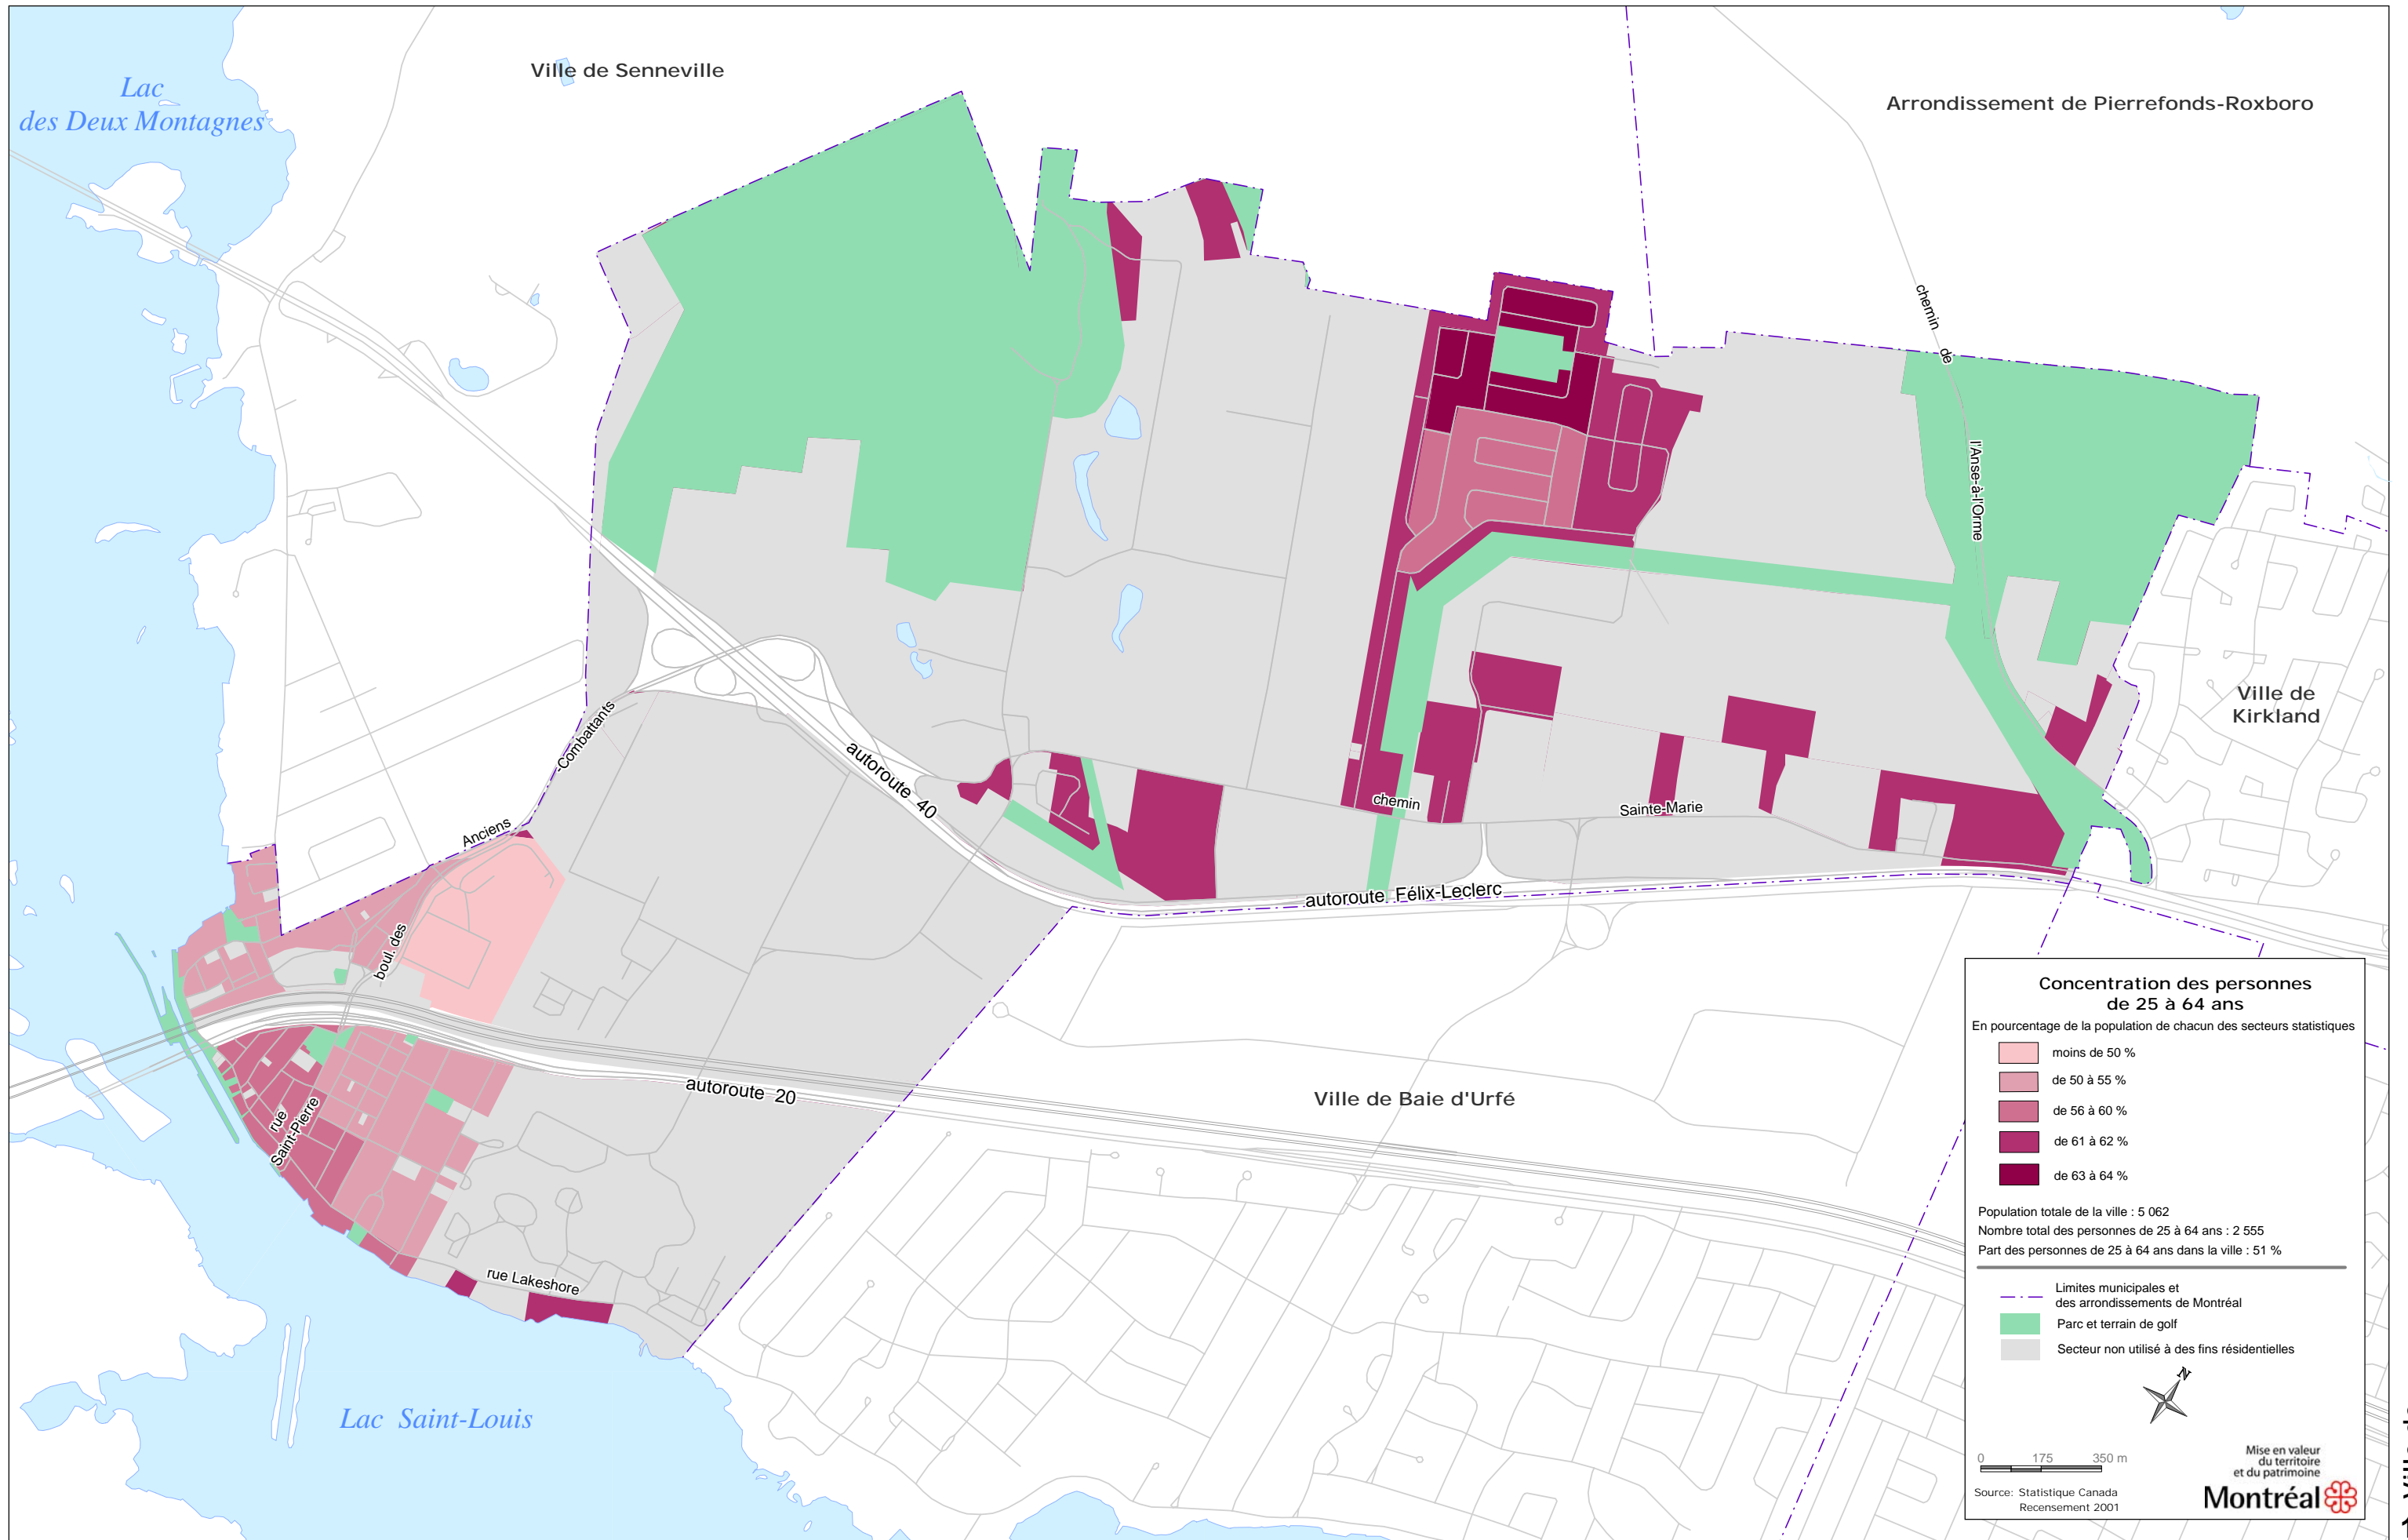 Lac
des Deux Montagnes
Ville de Senneville
Arrondissement de Pierrefonds-Roxboro
chemin
de
l'Anse-à-l'Orme
Ville de
Kirkland
-Combattants
autoroute 40
Anciens
chemin
Sainte-Marie
autoroute Félix-Leclerc
boul. des
autoroute 20
rue
Saint-Pierre
Ville de Baie d'Urfé
rue Lakeshore
Lac Saint-Louis
Concentration des personnes
de 25 à 64 ans
En pourcentage de la population de chacun des secteurs statistiques
moins de 50 %
de 50 à 55 %
de 56 à 60 %
de 61 à 62 %
de 63 à 64 %
Population totale de la ville : 5 062
Nombre total des personnes de 25 à 64 ans : 2 555
Part des personnes de 25 à 64 ans dans la ville : 51 %
Limites municipales et
des arrondissements de Montréal
Parc et terrain de golf
Secteur non utilisé à des fins résidentielles
N
0 175 350 m
Source: Statistique Canada
Recensement 2001
Mise en valeur
du territoire
et du patrimoine
Montréal